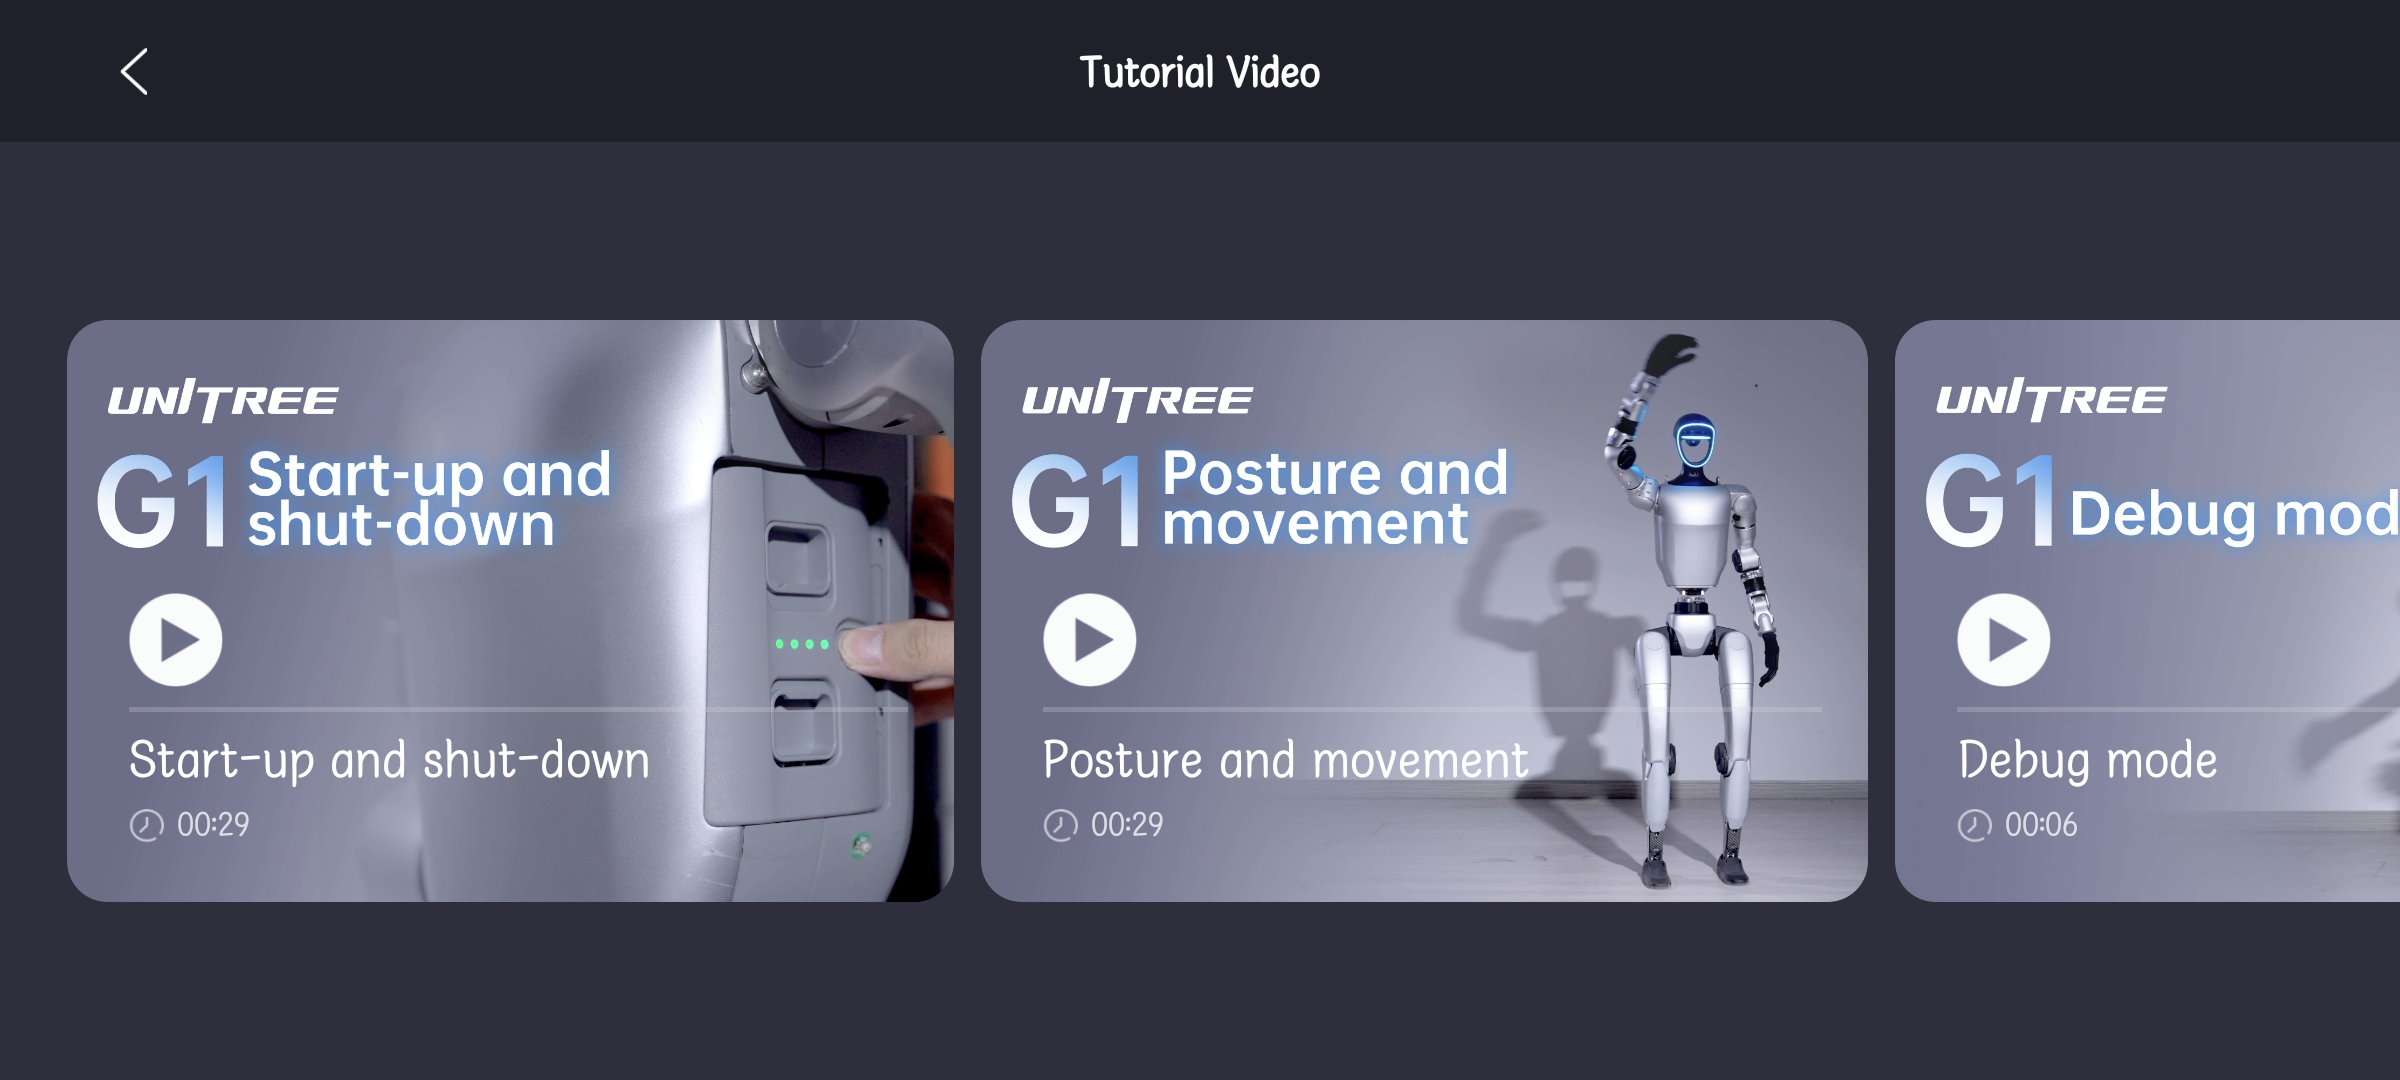 Tutorial Video
UNITREE
G1 Start-up and
shut-down
Start-up and shut-down
00:29
UNITREE
G1 Posture and
movement
Posture and movement
00:29
UNITREE
G1 Debug mod
Debug mode
00:06